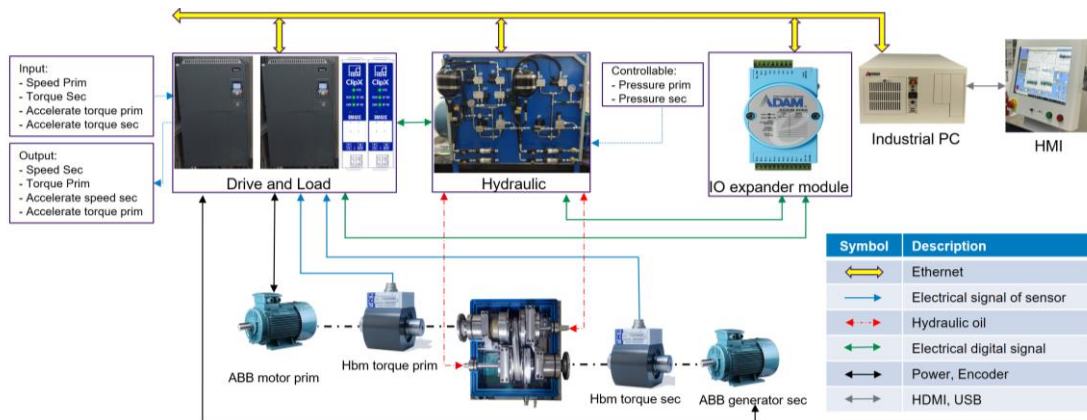 Input:
- Speed Prim
- Torque Sec
- Accelerate torque prim
- Accelerate torque sec
Output:
- Speed Sec
- Torque Prim
- Accelerate speed sec
- Accelerate torque prim
ClipX
ClipX
Drive and Load
Hydraulic
Controllable:
- Pressure prim
- Pressure sec
ADAM
IO expander module
Industrial PC
HMI
ABB motor prim
Hbm torque prim
Hbm torque sec
ABB generator sec
Symbol Description
Ethernet
Electrical signal of sensor
Hydraulic oil
Electrical digital signal
Power, Encoder
HDMI, USB